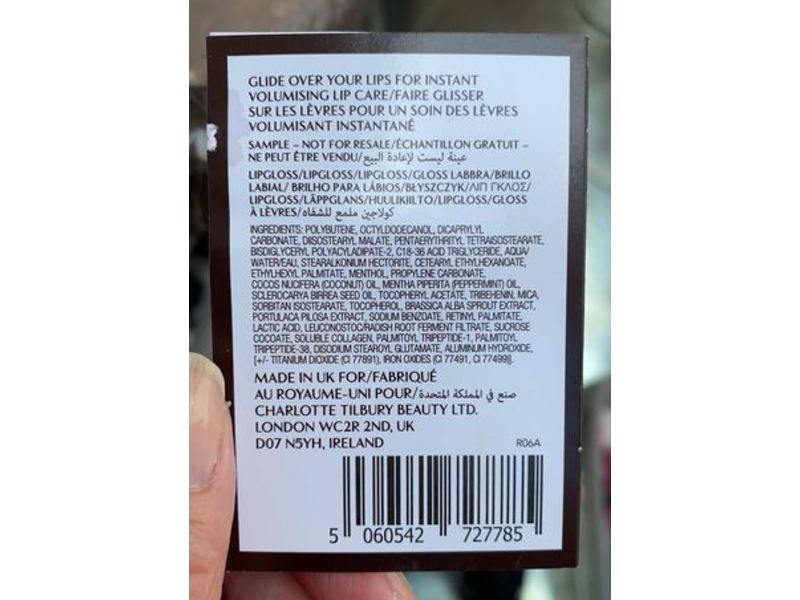 GLIDE OVER YOUR LIPS FOR INSTANT
VOLUMISING LIP CARE/FAIRE GLISSER
SUR LES LÈVRES POUR UN SOIN DES LÈVRES
VOLUMISANT INSTANTANÉ
SAMPLE – NOT FOR RESALE/ÉCHANTILLON GRATUIT –
NE PEUT ÊTRE VENDU/عينة ليست لإعادة البيع
LIPGLOSS/LIPGLOSS/LIPGLOSS/GLOSS LABBRA/BRILLO
LABIAL/ BRILHO PARA LÁBIOS/BŁYSZCZYK/ΛΙΠ ΓΚΛΟΣ/
LIPGLOSS/LÄPPGLANS/HUULIKIILTO/LIPGLOSS/GLOSS
À LÈVRES/كولاجين ملمع للشفاه
INGREDIENTS: POLYBUTENE, OCTYLDODECANOL, DICAPRYLYL
CARBONATE, DIISOSTEARYL MALATE, PENTAERYTHRITYL TETRAISOSTEARATE,
BISDIGLYCERYL POLYACYLADIPATE-2, C18-36 ACID TRIGLYCERIDE, AQUA/
WATER/EAU, STEARALKONIUM HECTORITE, CETEARYL ETHYLHEXANOATE,
ETHYLHEXYL PALMITATE, MENTHOL, PROPYLENE CARBONATE,
COCOS NUCIFERA (COCONUT) OIL, MENTHA PIPERITA (PEPPERMINT) OIL,
SCLEROCARYA BIRREA SEED OIL, TOCOPHERYL ACETATE, TRIBEHENIN, MICA,
SORBITAN ISOSTEARATE, TOCOPHEROL, BRASSICA ALBA SPROUT EXTRACT,
PORTULACA PILOSA EXTRACT, SODIUM BENZOATE, RETINYL PALMITATE,
LACTIC ACID, LEUCONOSTOC/RADISH ROOT FERMENT FILTRATE, SUCROSE
COCOATE, SOLUBLE COLLAGEN, PALMITOYL TRIPEPTIDE-1, PALMITOYL
TRIPEPTIDE-38, DISODIUM STEAROYL GLUTAMATE, ALUMINUM HYDROXIDE,
[+/- TITANIUM DIOXIDE (CI 77891), IRON OXIDES (CI 77491, CI 77499)].
MADE IN UK FOR/FABRIQUÉ
AU ROYAUME-UNI POUR/صنع في المملكة المتحدة
CHARLOTTE TILBURY BEAUTY LTD.
LONDON WC2R 2ND, UK
D07 N5YH, IRELAND R06A
5 060542 727785